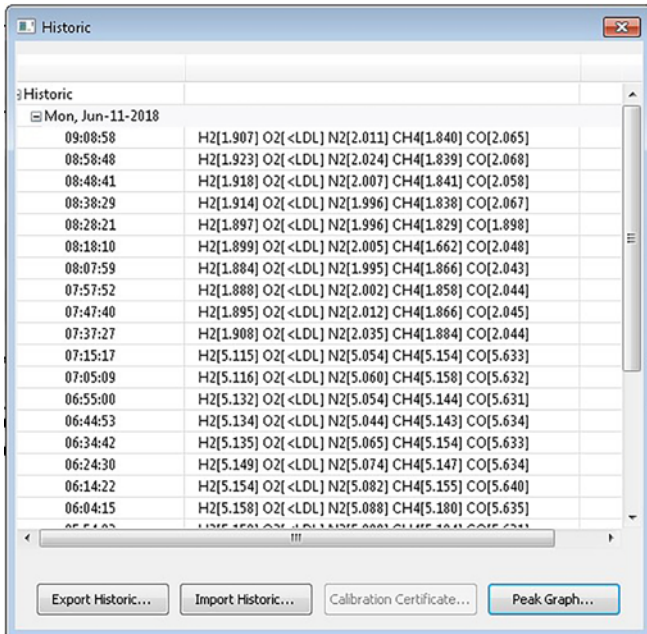 Historic
Historic
Mon, Jun-11-2018
09:08:58 H2[1.907] O2[<LDL] N2[2.011] CH4[1.840] CO[2.065]
08:58:48 H2[1.923] O2[<LDL] N2[2.024] CH4[1.839] CO[2.068]
08:48:41 H2[1.918] O2[<LDL] N2[2.007] CH4[1.841] CO[2.058]
08:38:29 H2[1.914] O2[<LDL] N2[1.996] CH4[1.838] CO[2.067]
08:28:21 H2[1.897] O2[<LDL] N2[1.996] CH4[1.829] CO[1.898]
08:18:10 H2[1.899] O2[<LDL] N2[2.005] CH4[1.662] CO[2.048]
08:07:59 H2[1.884] O2[<LDL] N2[1.995] CH4[1.866] CO[2.043]
07:57:52 H2[1.888] O2[<LDL] N2[2.002] CH4[1.858] CO[2.044]
07:47:40 H2[1.895] O2[<LDL] N2[2.012] CH4[1.866] CO[2.045]
07:37:27 H2[1.908] O2[<LDL] N2[2.035] CH4[1.884] CO[2.044]
07:15:17 H2[5.115] O2[<LDL] N2[5.054] CH4[5.154] CO[5.633]
07:05:09 H2[5.116] O2[<LDL] N2[5.060] CH4[5.158] CO[5.632]
06:55:00 H2[5.132] O2[<LDL] N2[5.054] CH4[5.144] CO[5.631]
06:44:53 H2[5.134] O2[<LDL] N2[5.044] CH4[5.143] CO[5.634]
06:34:42 H2[5.135] O2[<LDL] N2[5.065] CH4[5.154] CO[5.633]
06:24:30 H2[5.149] O2[<LDL] N2[5.074] CH4[5.147] CO[5.634]
06:14:22 H2[5.154] O2[<LDL] N2[5.082] CH4[5.155] CO[5.640]
06:04:15 H2[5.158] O2[<LDL] N2[5.088] CH4[5.180] CO[5.635]
Export Historic... Import Historic... Calibration Certificate... Peak Graph...